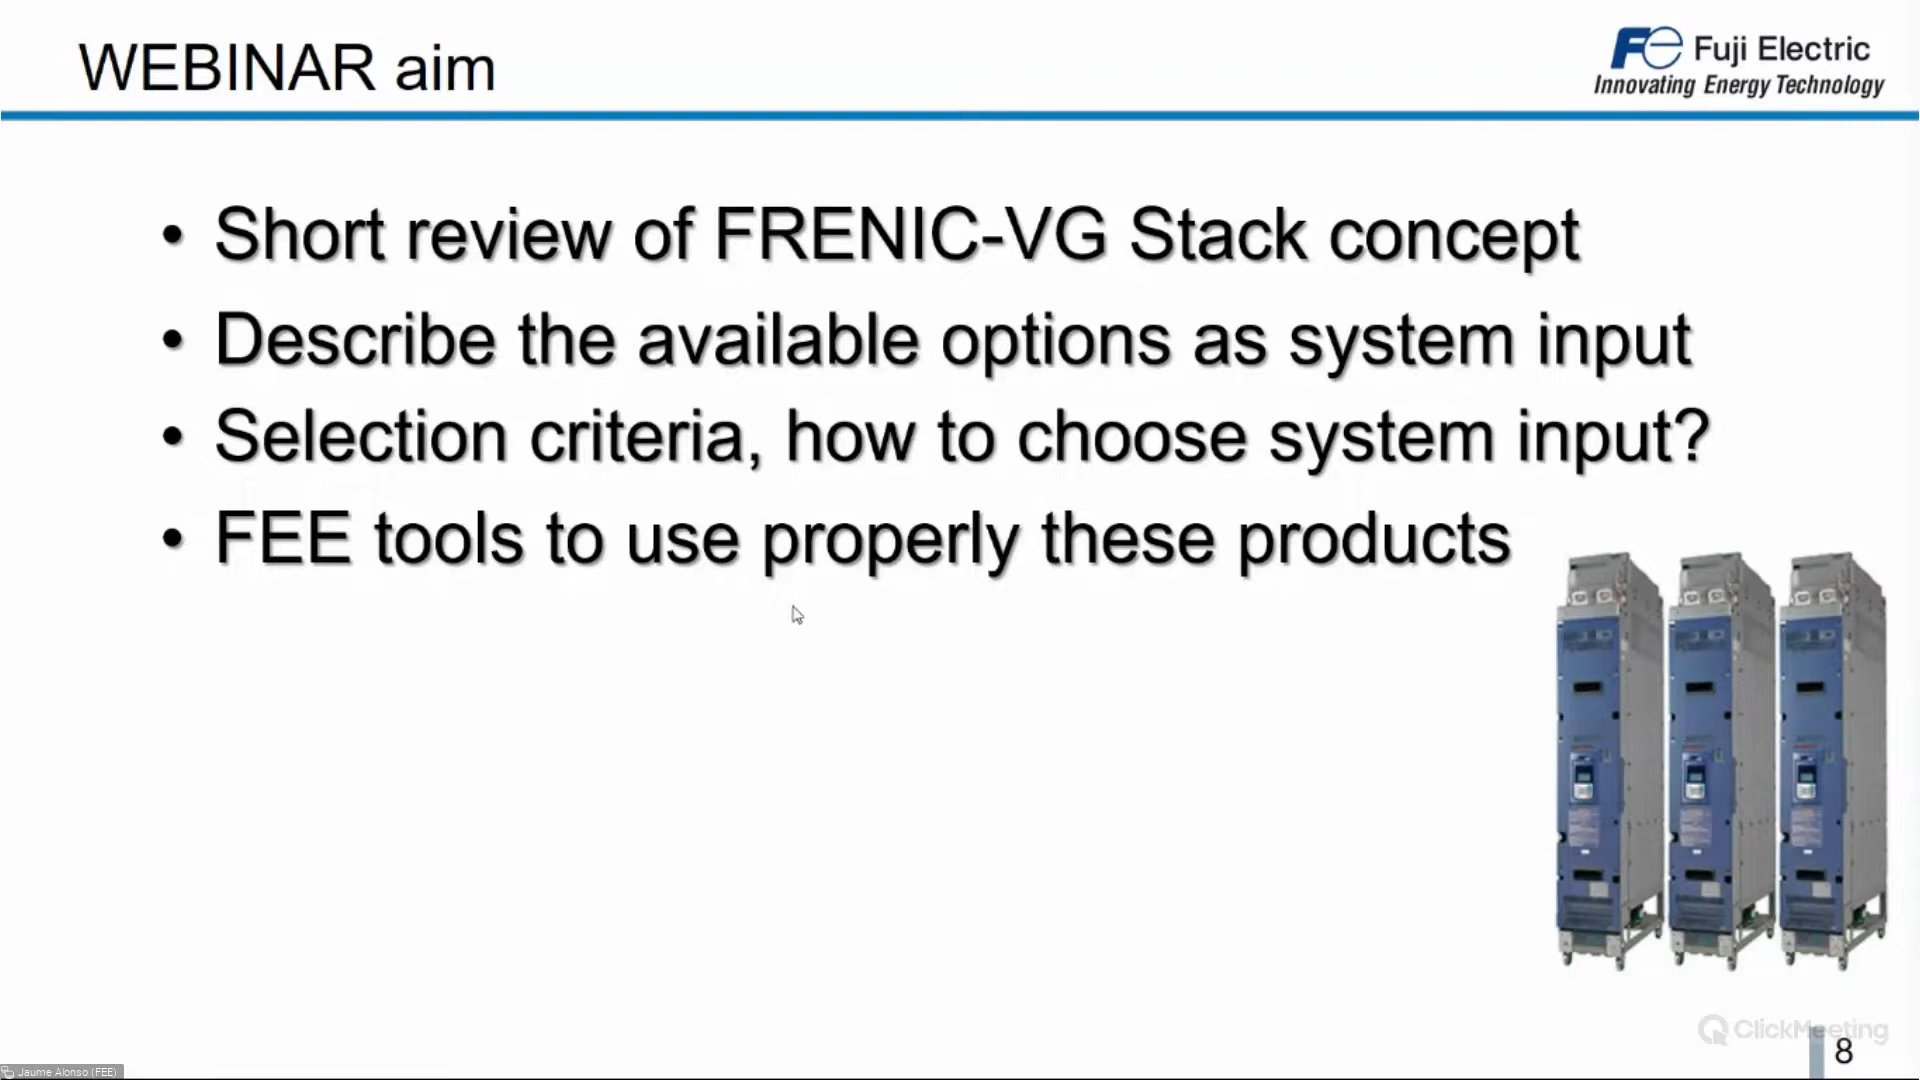 WEBINAR aim
Fuji Electric
Innovating Energy Technology
• Short review of FRENIC-VG Stack concept
• Describe the available options as system input
• Selection criteria, how to choose system input?
• FEE tools to use properly these products
ClickMeeting
8
Jaume Alonso (FEE)